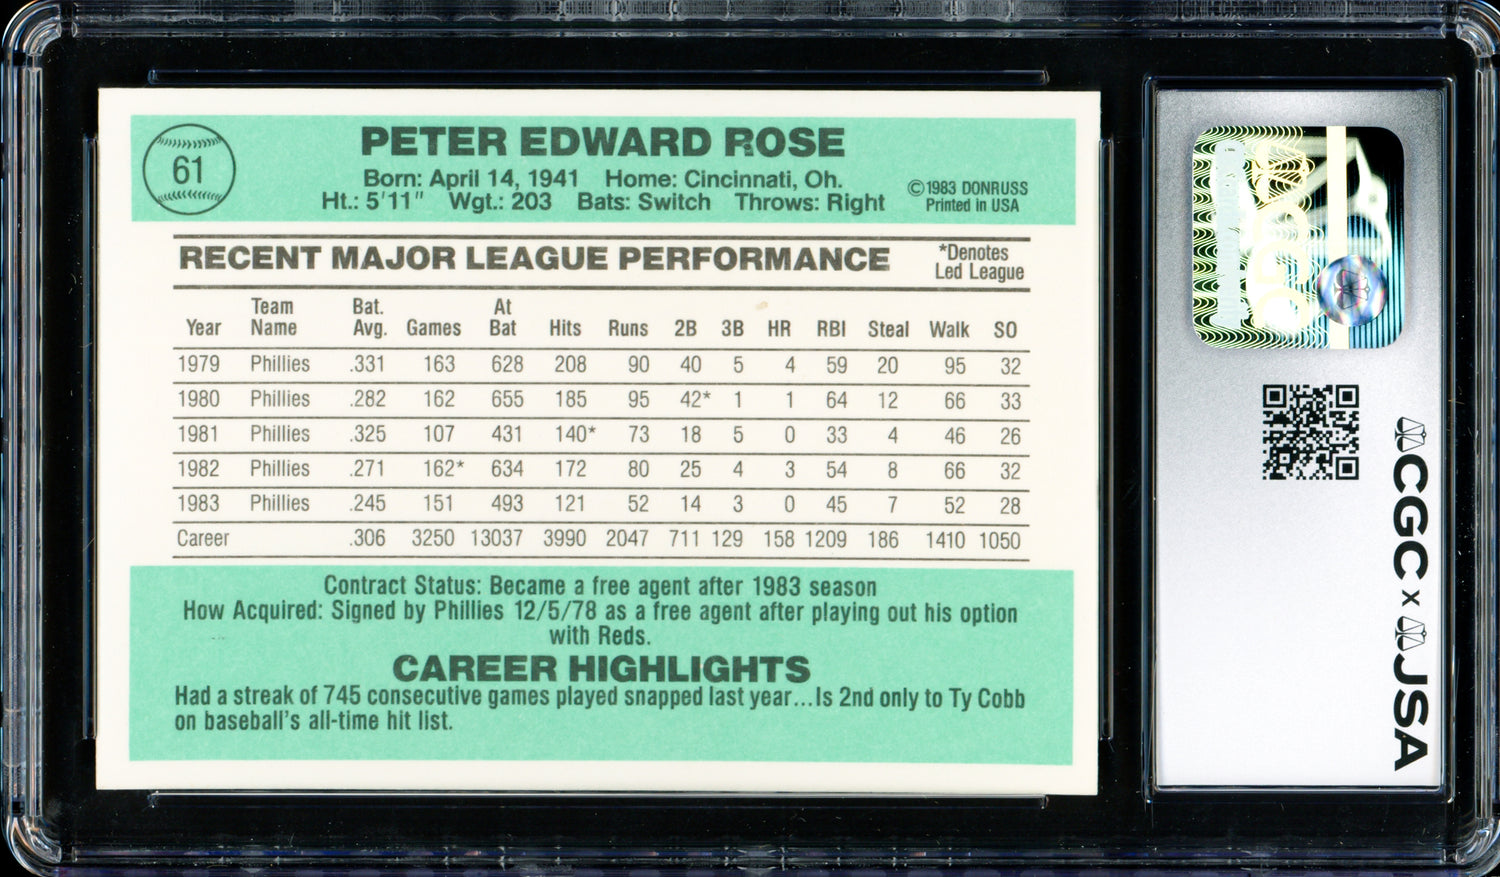 61
PETER EDWARD ROSE
Born: April 14, 1941 Home: Cincinnati, Oh.
Ht.: 5'11" Wgt.: 203 Bats: Switch Throws: Right
©1983 DONRUSS
Printed in USA
RECENT MAJOR LEAGUE PERFORMANCE
*Denotes
Led League
Year Team Name Bat. Avg. Games At Bat Hits Runs 2B 3B HR RBI Steal Walk SO
1979 Phillies .331 163 628 208 90 40 5 4 59 20 95 32
1980 Phillies .282 162 655 185 95 42* 1 1 64 12 66 33
1981 Phillies .325 107 431 140* 73 18 5 0 33 4 46 26
1982 Phillies .271 162* 634 172 80 25 4 3 54 8 66 32
1983 Phillies .245 151 493 121 52 14 3 0 45 7 52 28
Career .306 3250 13037 3990 2047 711 129 158 1209 186 1410 1050
Contract Status: Became a free agent after 1983 season
How Acquired: Signed by Phillies 12/5/78 as a free agent after playing out his option
with Reds.
CAREER HIGHLIGHTS
Had a streak of 745 consecutive games played snapped last year...Is 2nd only to Ty Cobb
on baseball's all-time hit list.
CGC x JSA